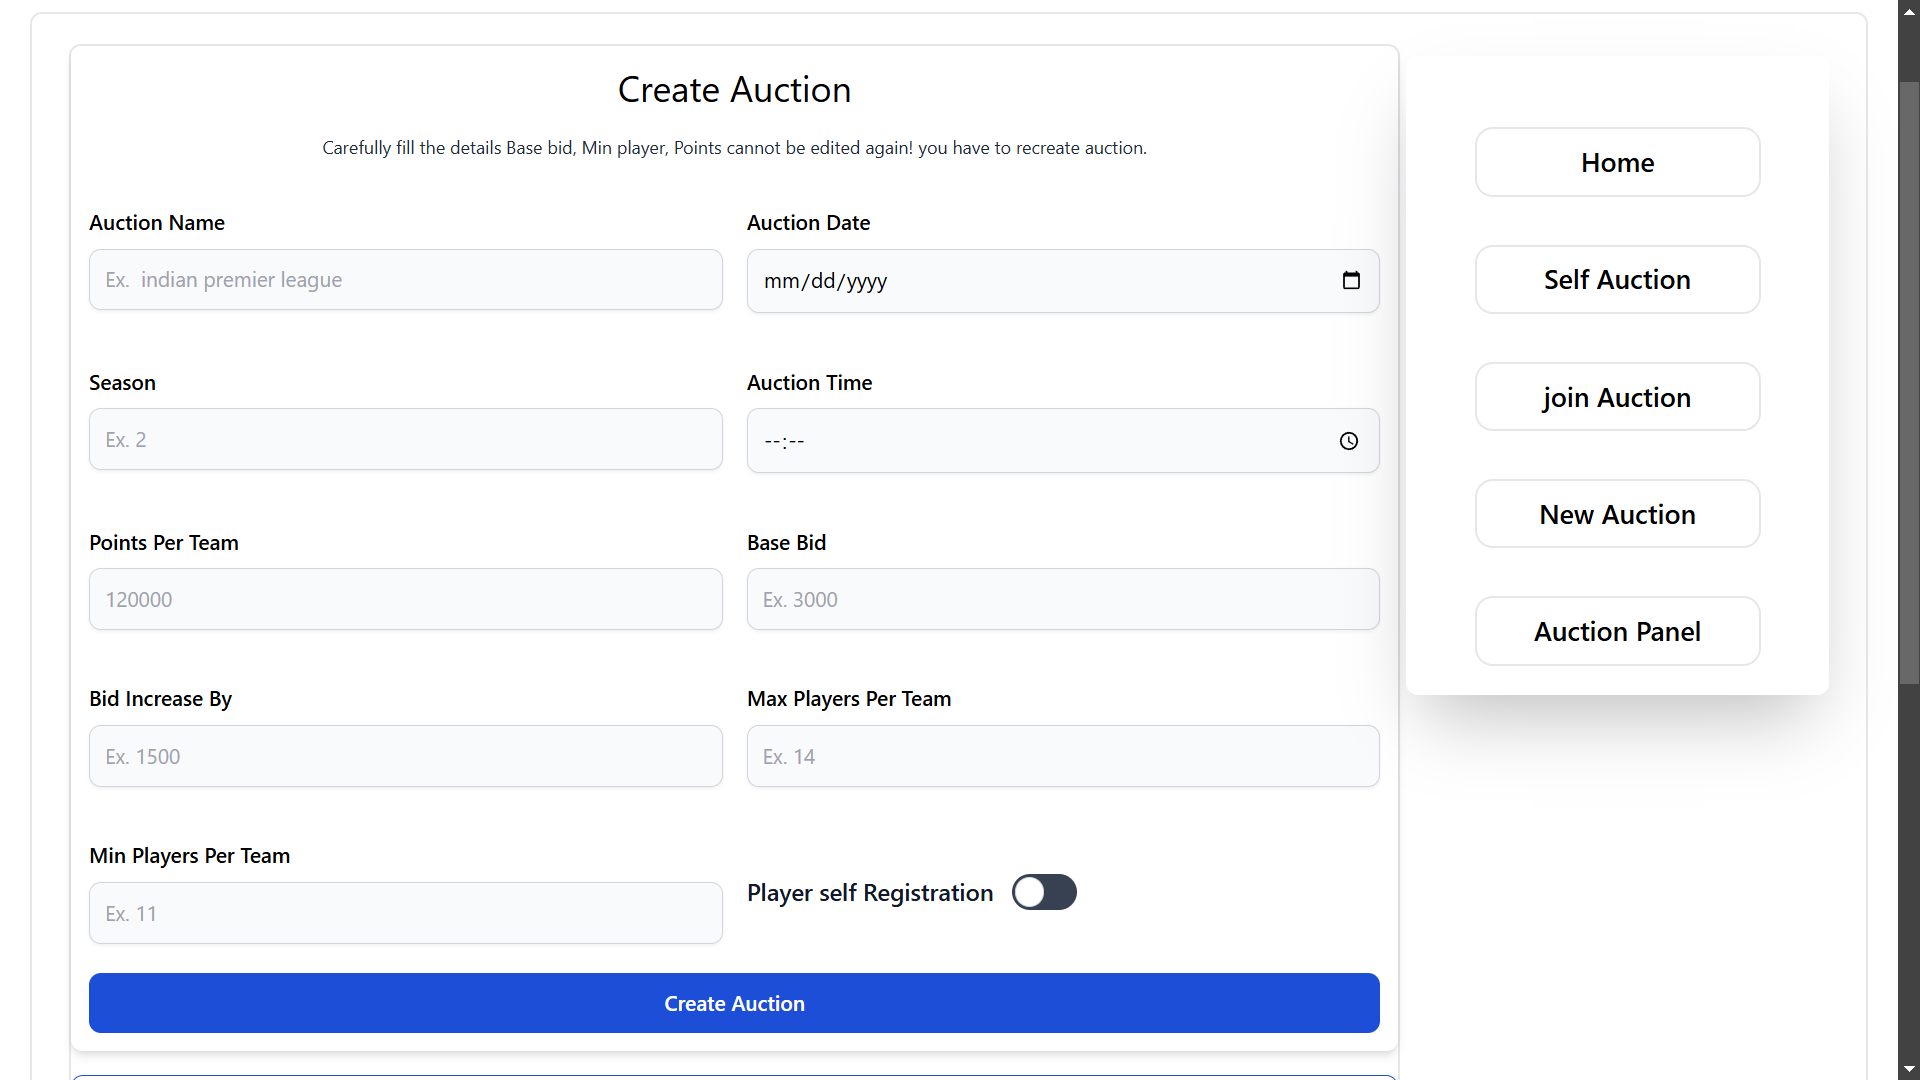 Create Auction
Carefully fill the details Base bid, Min player, Points cannot be edited again! you have to recreate auction.
Auction Name
Auction Date
Ex.  indian premier league
mm/dd/yyyy
Season
Auction Time
Ex. 2
--:--
Points Per Team
Base Bid
120000
Ex. 3000
Bid Increase By
Max Players Per Team
Ex. 1500
Ex. 14
Min Players Per Team
Ex. 11
Player self Registration
Create Auction
Home
Self Auction
join Auction
New Auction
Auction Panel